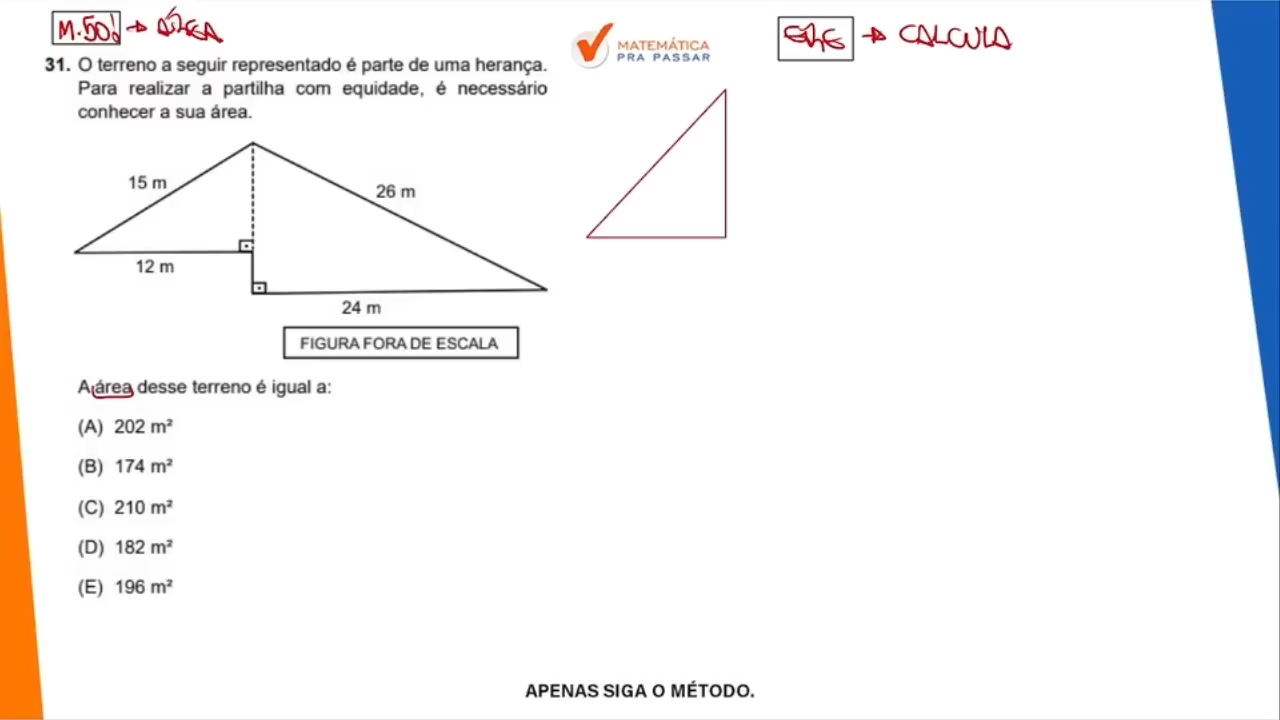 M.50! → ÁREA
MATEMÁTICA
PRA PASSAR
→ CALCULA
31. O terreno a seguir representado é parte de uma herança.
Para realizar a partilha com equidade, é necessário
conhecer a sua área.
15 m
26 m
12 m
24 m
FIGURA FORA DE ESCALA
A área desse terreno é igual a:
(A) 202 m²
(B) 174 m²
(C) 210 m²
(D) 182 m²
(E) 196 m²
APENAS SIGA O MÉTODO.